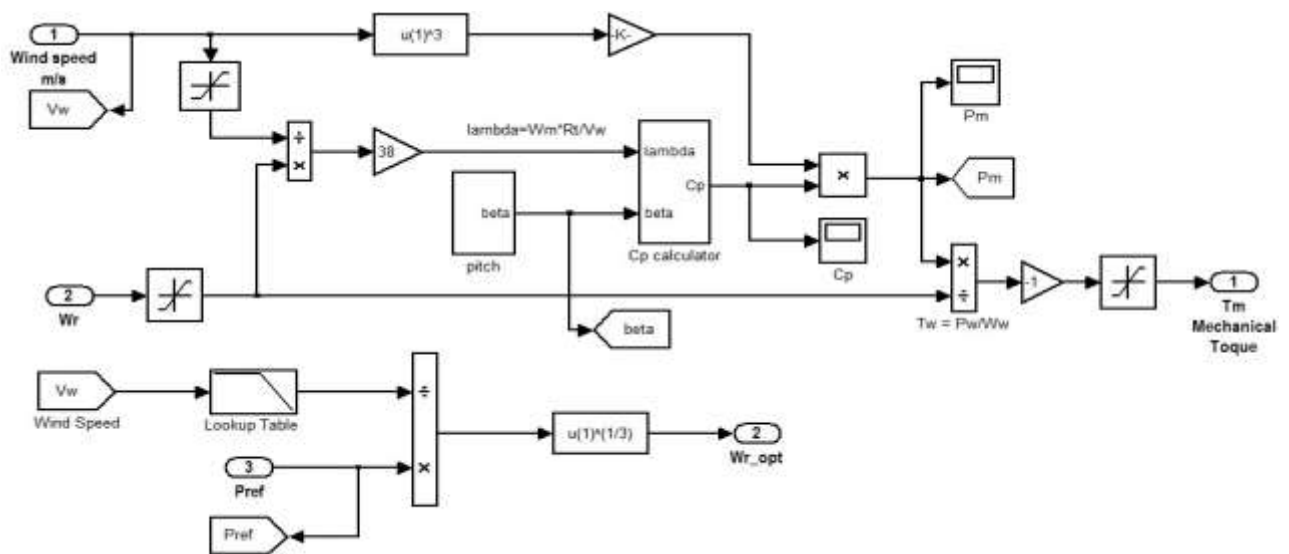 1
Wind speed
m/s
Vw
u(1)^3
-K-
Pm
÷
×
38
lambda=Wm*Rt/Vw
lambda
Cp
beta
Cp calculator
beta
pitch
×
Pm
Cp
×
÷
-1
Tw = Pw/Ww
1
Tm
Mechanical
Toque
2
Wr
beta
Vw
Wind Speed
Lookup Table
÷
×
u(1)^(1/3)
2
Wr_opt
3
Pref
Pref